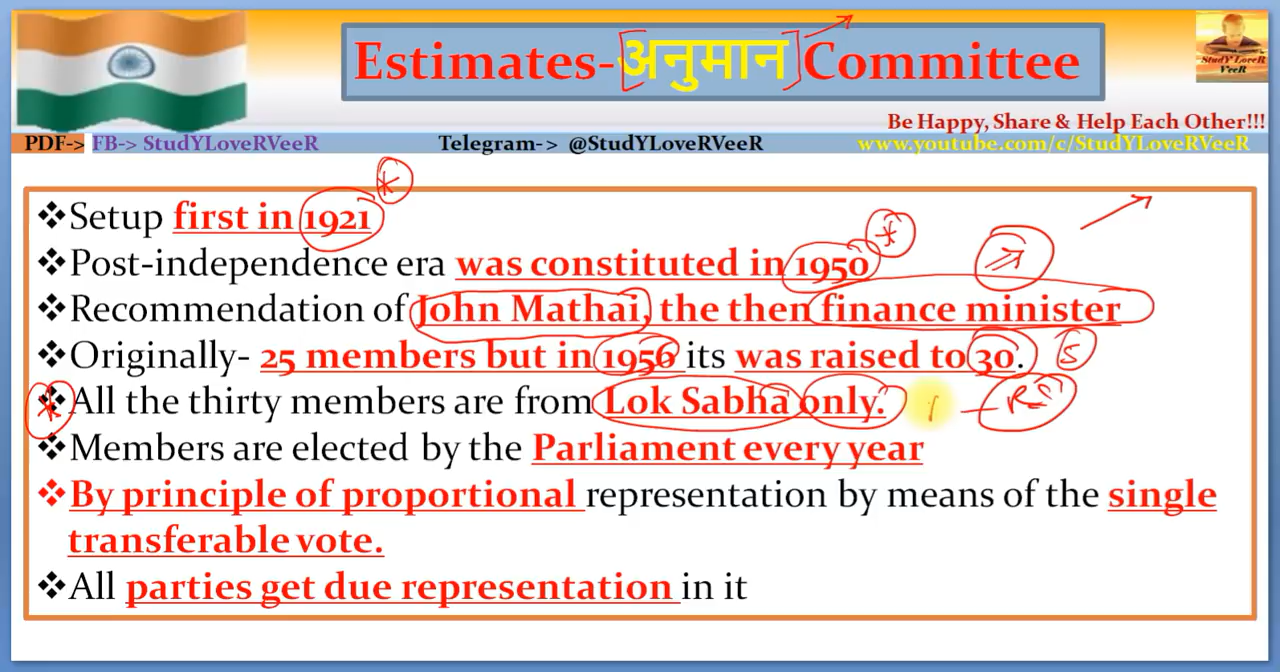 Estimates-अनुमान Committee
StudY LoveR
VeeR
Be Happy, Share & Help Each Other!!!
PDF-> FB-> StudYLoveRVeeR Telegram-> @StudYLoveRVeeR www.youtube.com/c/StudYLoveRVeeR
❖Setup first in 1921
❖Post-independence era was constituted in 1950
❖Recommendation of John Mathai, the then finance minister
❖Originally- 25 members but in 1956 its was raised to 30. 5
❖All the thirty members are from Lok Sabha only.
❖Members are elected by the Parliament every year
❖By principle of proportional representation by means of the single
transferable vote.
❖All parties get due representation in it